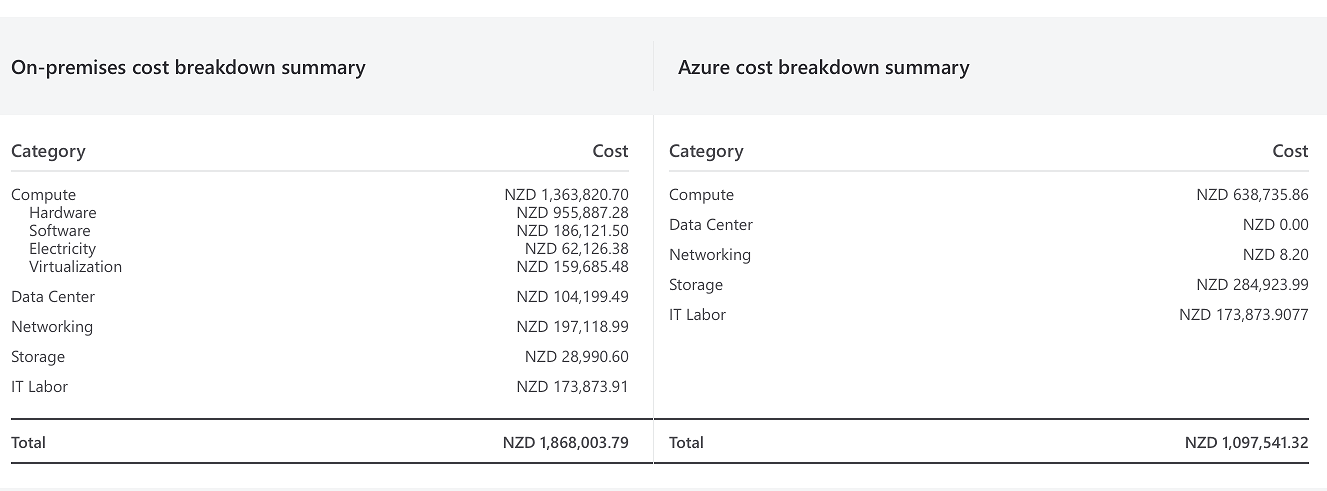 On-premises cost breakdown summary
Category Cost
Compute NZD 1,363,820.70
Hardware NZD 955,887.28
Software NZD 186,121.50
Electricity NZD 62,126.38
Virtualization NZD 159,685.48
Data Center NZD 104,199.49
Networking NZD 197,118.99
Storage NZD 28,990.60
IT Labor NZD 173,873.91
Total NZD 1,868,003.79
Azure cost breakdown summary
Category Cost
Compute NZD 638,735.86
Data Center NZD 0.00
Networking NZD 8.20
Storage NZD 284,923.99
IT Labor NZD 173,873.9077
Total NZD 1,097,541.32